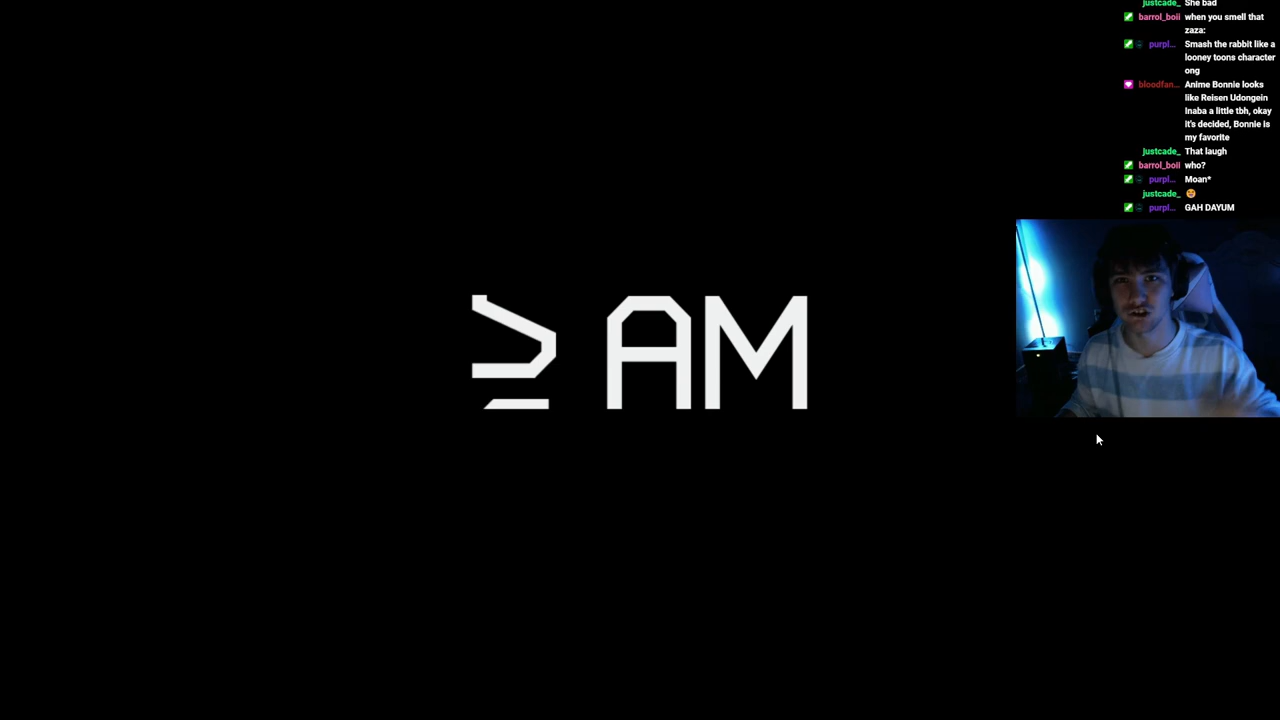 justcade_ She bad
barrol_boii when you smell that
zaza:
purpl... Smash the rabbit like a
looney toons character
ong
bloodfan... Anime Bonnie looks
like Reisen Udongein
Inaba a little tbh, okay
it's decided, Bonnie is
my favorite
justcade_ That laugh
barrol_boii who?
purpl... Moan*
justcade_
purpl... GAH DAYUM
AM